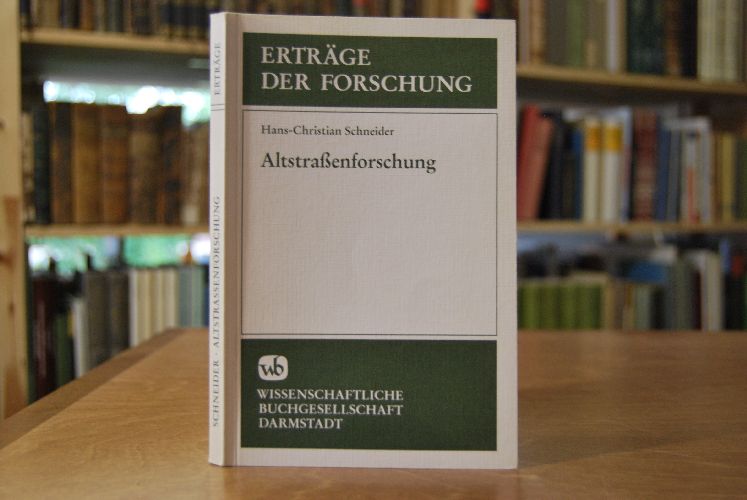 ERTRÄGE
DER FORSCHUNG
Hans-Christian Schneider
Altstraßenforschung
wb
WISSENSCHAFTLICHE
BUCHGESELLSCHAFT
DARMSTADT
SCHNEIDER · ALTSTRASSENFORSCHUNG
ERTRÄGE